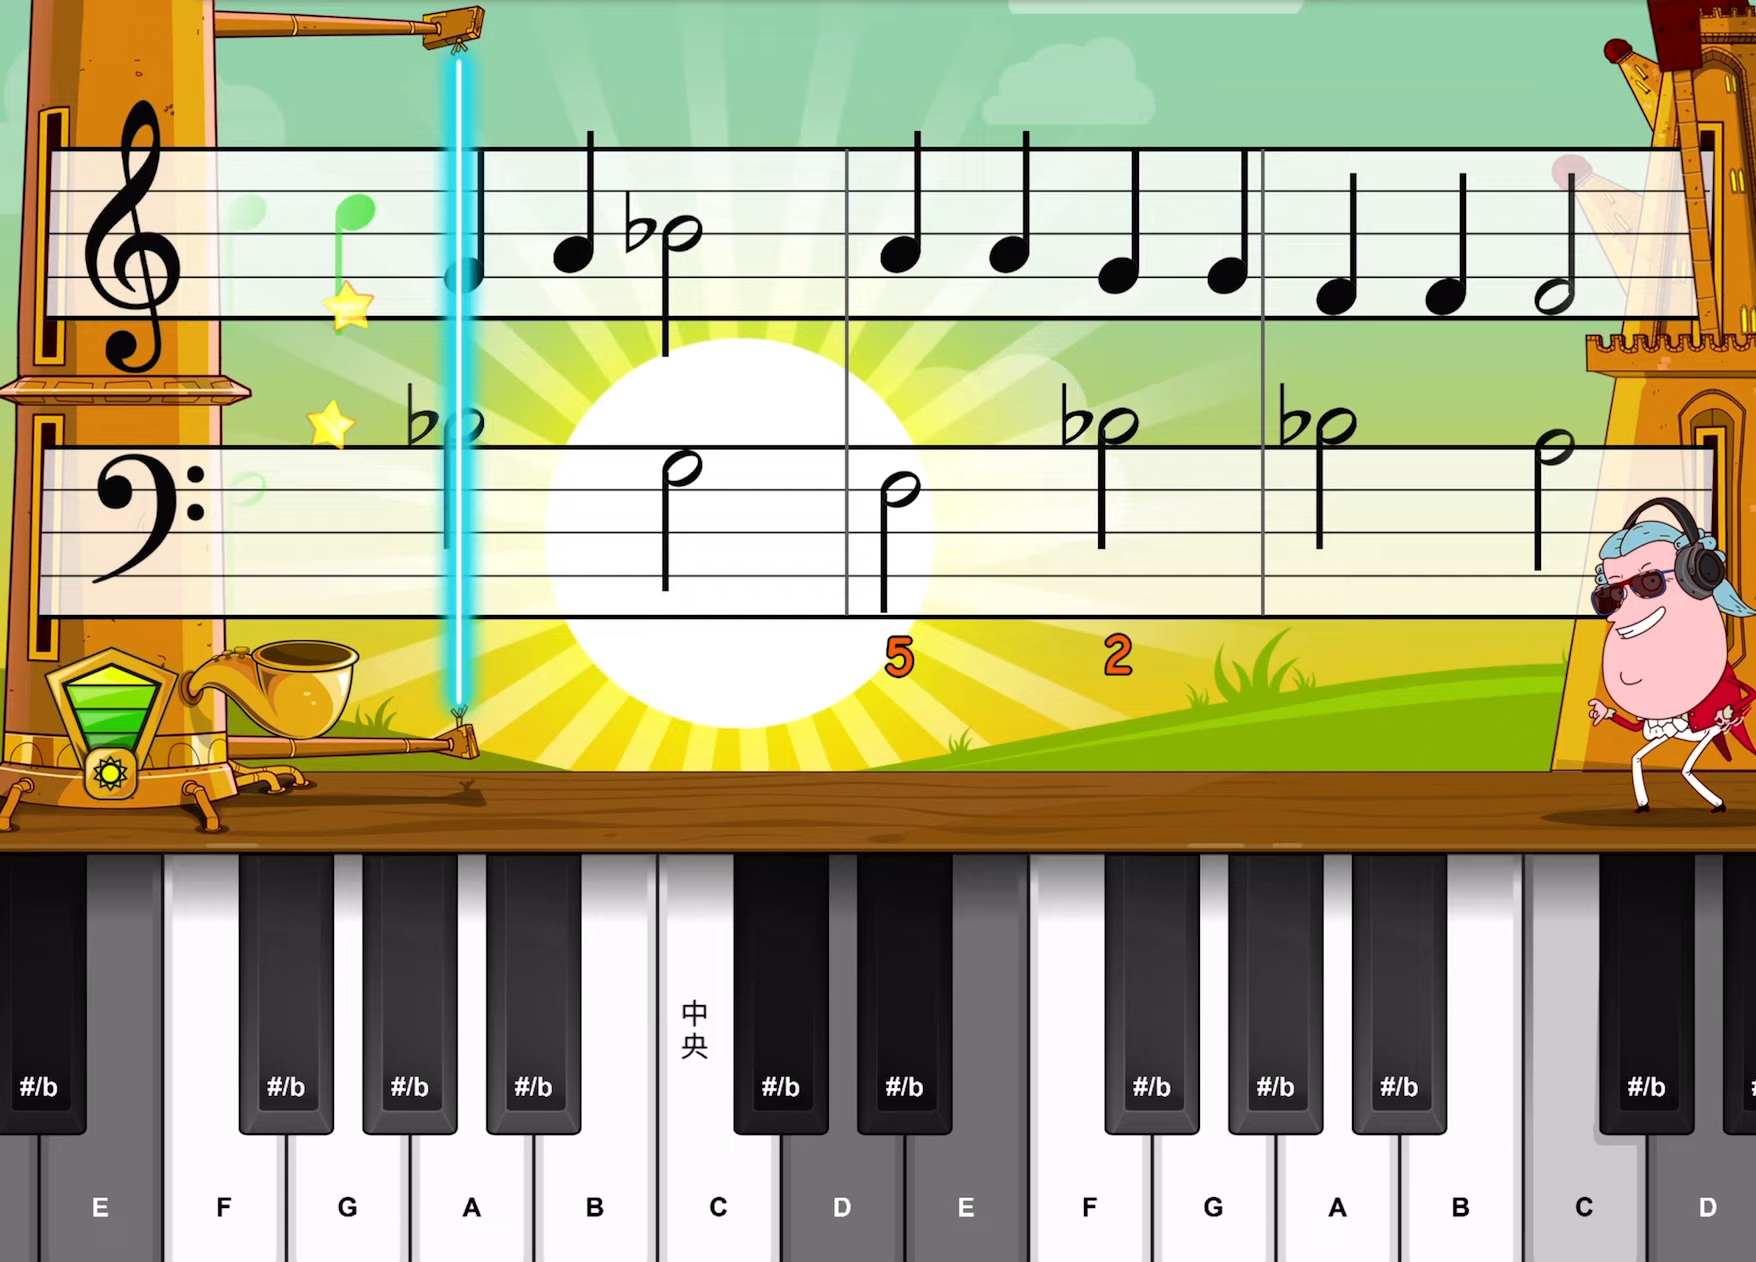 5 2
中
央
#/b #/b #/b #/b #/b #/b #/b #/b #/b #/b
E F G A B C D E F G A B C D